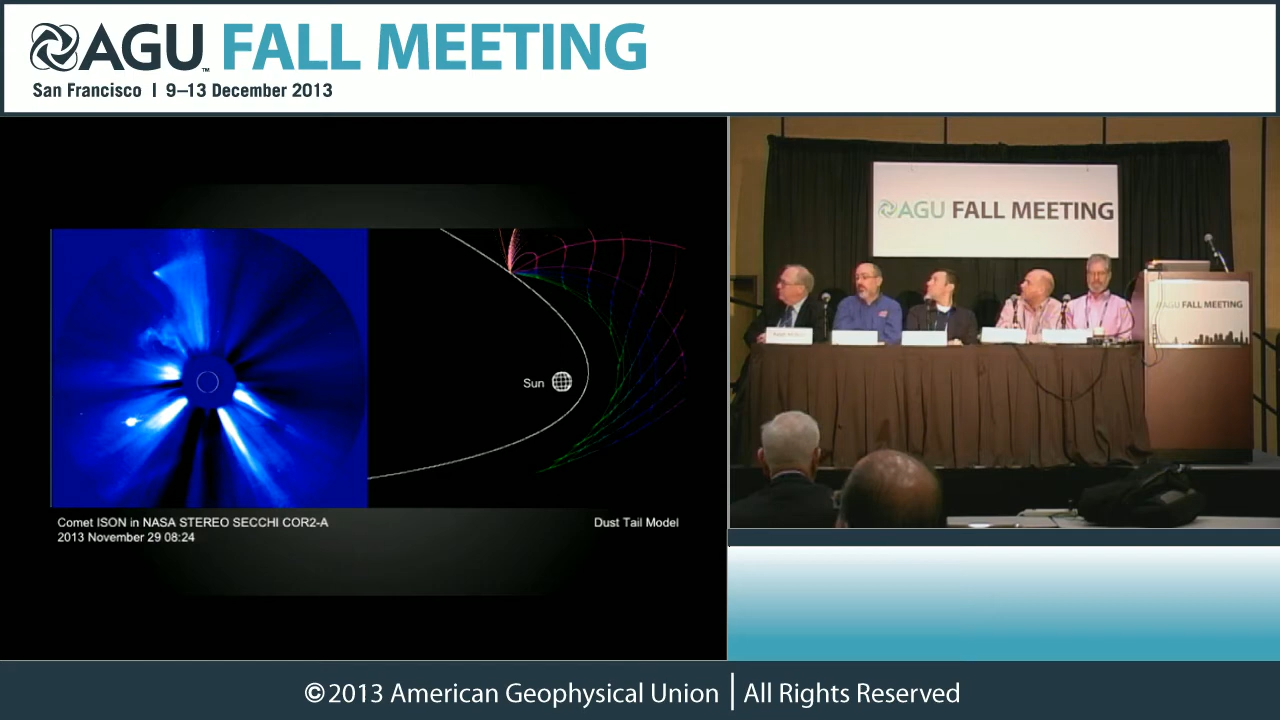 AGU FALL MEETING
San Francisco | 9–13 December 2013
Sun
Comet ISON in NASA STEREO SECCHI COR2-A
2013 November 29 08:24
Dust Tail Model
AGU FALL MEETING
AGU FALL MEETING
©2013 American Geophysical Union | All Rights Reserved